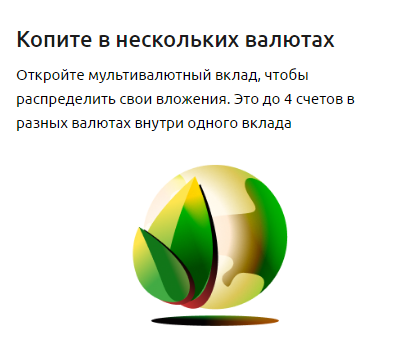 Копите в нескольких валютах
Откройте мультивалютный вклад, чтобы
распределить свои вложения. Это до 4 счетов в
разных валютах внутри одного вклада